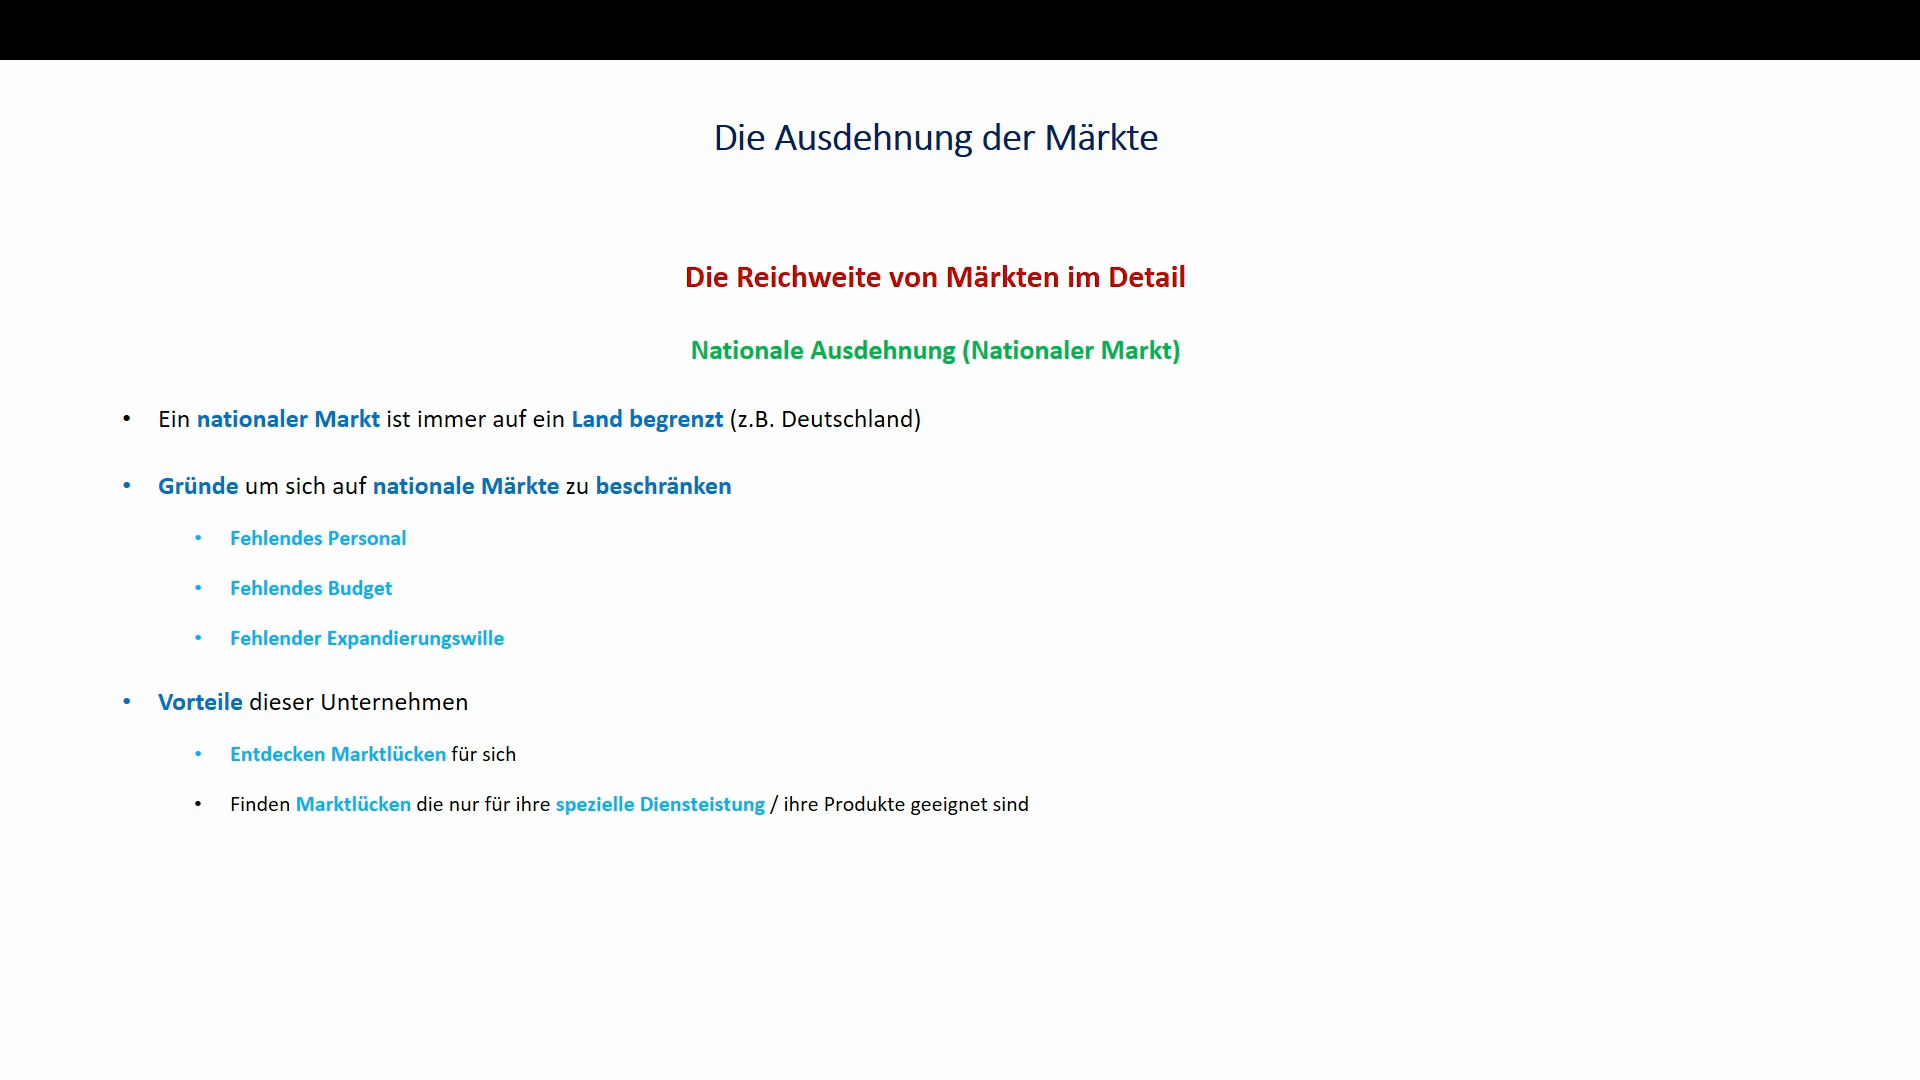 Die Ausdehnung der Märkte
Die Reichweite von Märkten im Detail
Nationale Ausdehnung (Nationaler Markt)
• Ein nationaler Markt ist immer auf ein Land begrenzt (z.B. Deutschland)
• Gründe um sich auf nationale Märkte zu beschränken
• Fehlendes Personal
• Fehlendes Budget
• Fehlender Expandierungswille
• Vorteile dieser Unternehmen
• Entdecken Marktlücken für sich
• Finden Marktlücken die nur für ihre spezielle Diensteistung / ihre Produkte geeignet sind